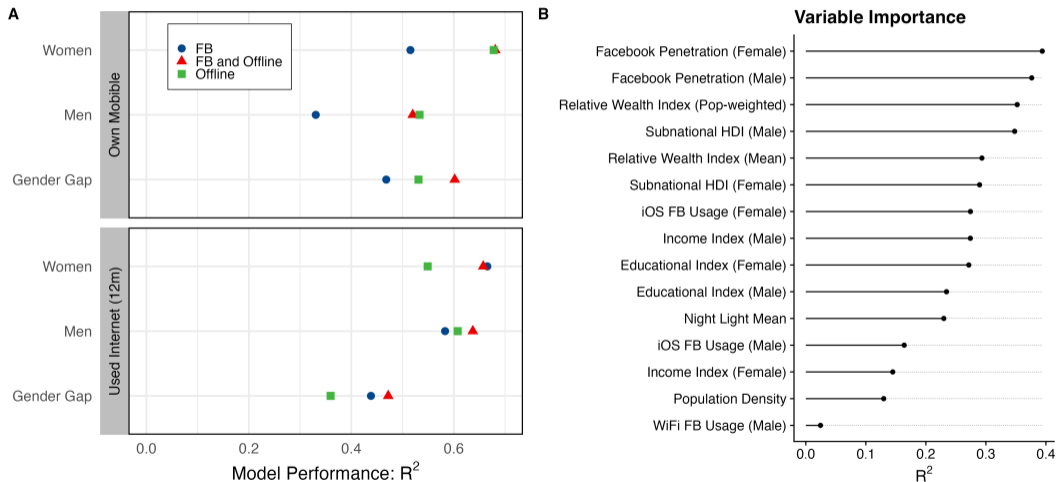 A
Own Mobible
Women
Men
Gender Gap
FB
FB and Offline
Offline
Used Internet (12m)
Women
Men
Gender Gap
0.0 0.2 0.4 0.6
Model Performance: R²
B
Variable Importance
Facebook Penetration (Female)
Facebook Penetration (Male)
Relative Wealth Index (Pop-weighted)
Subnational HDI (Male)
Relative Wealth Index (Mean)
Subnational HDI (Female)
iOS FB Usage (Female)
Income Index (Male)
Educational Index (Female)
Educational Index (Male)
Night Light Mean
iOS FB Usage (Male)
Income Index (Female)
Population Density
WiFi FB Usage (Male)
0.0 0.1 0.2 0.3 0.4
R²